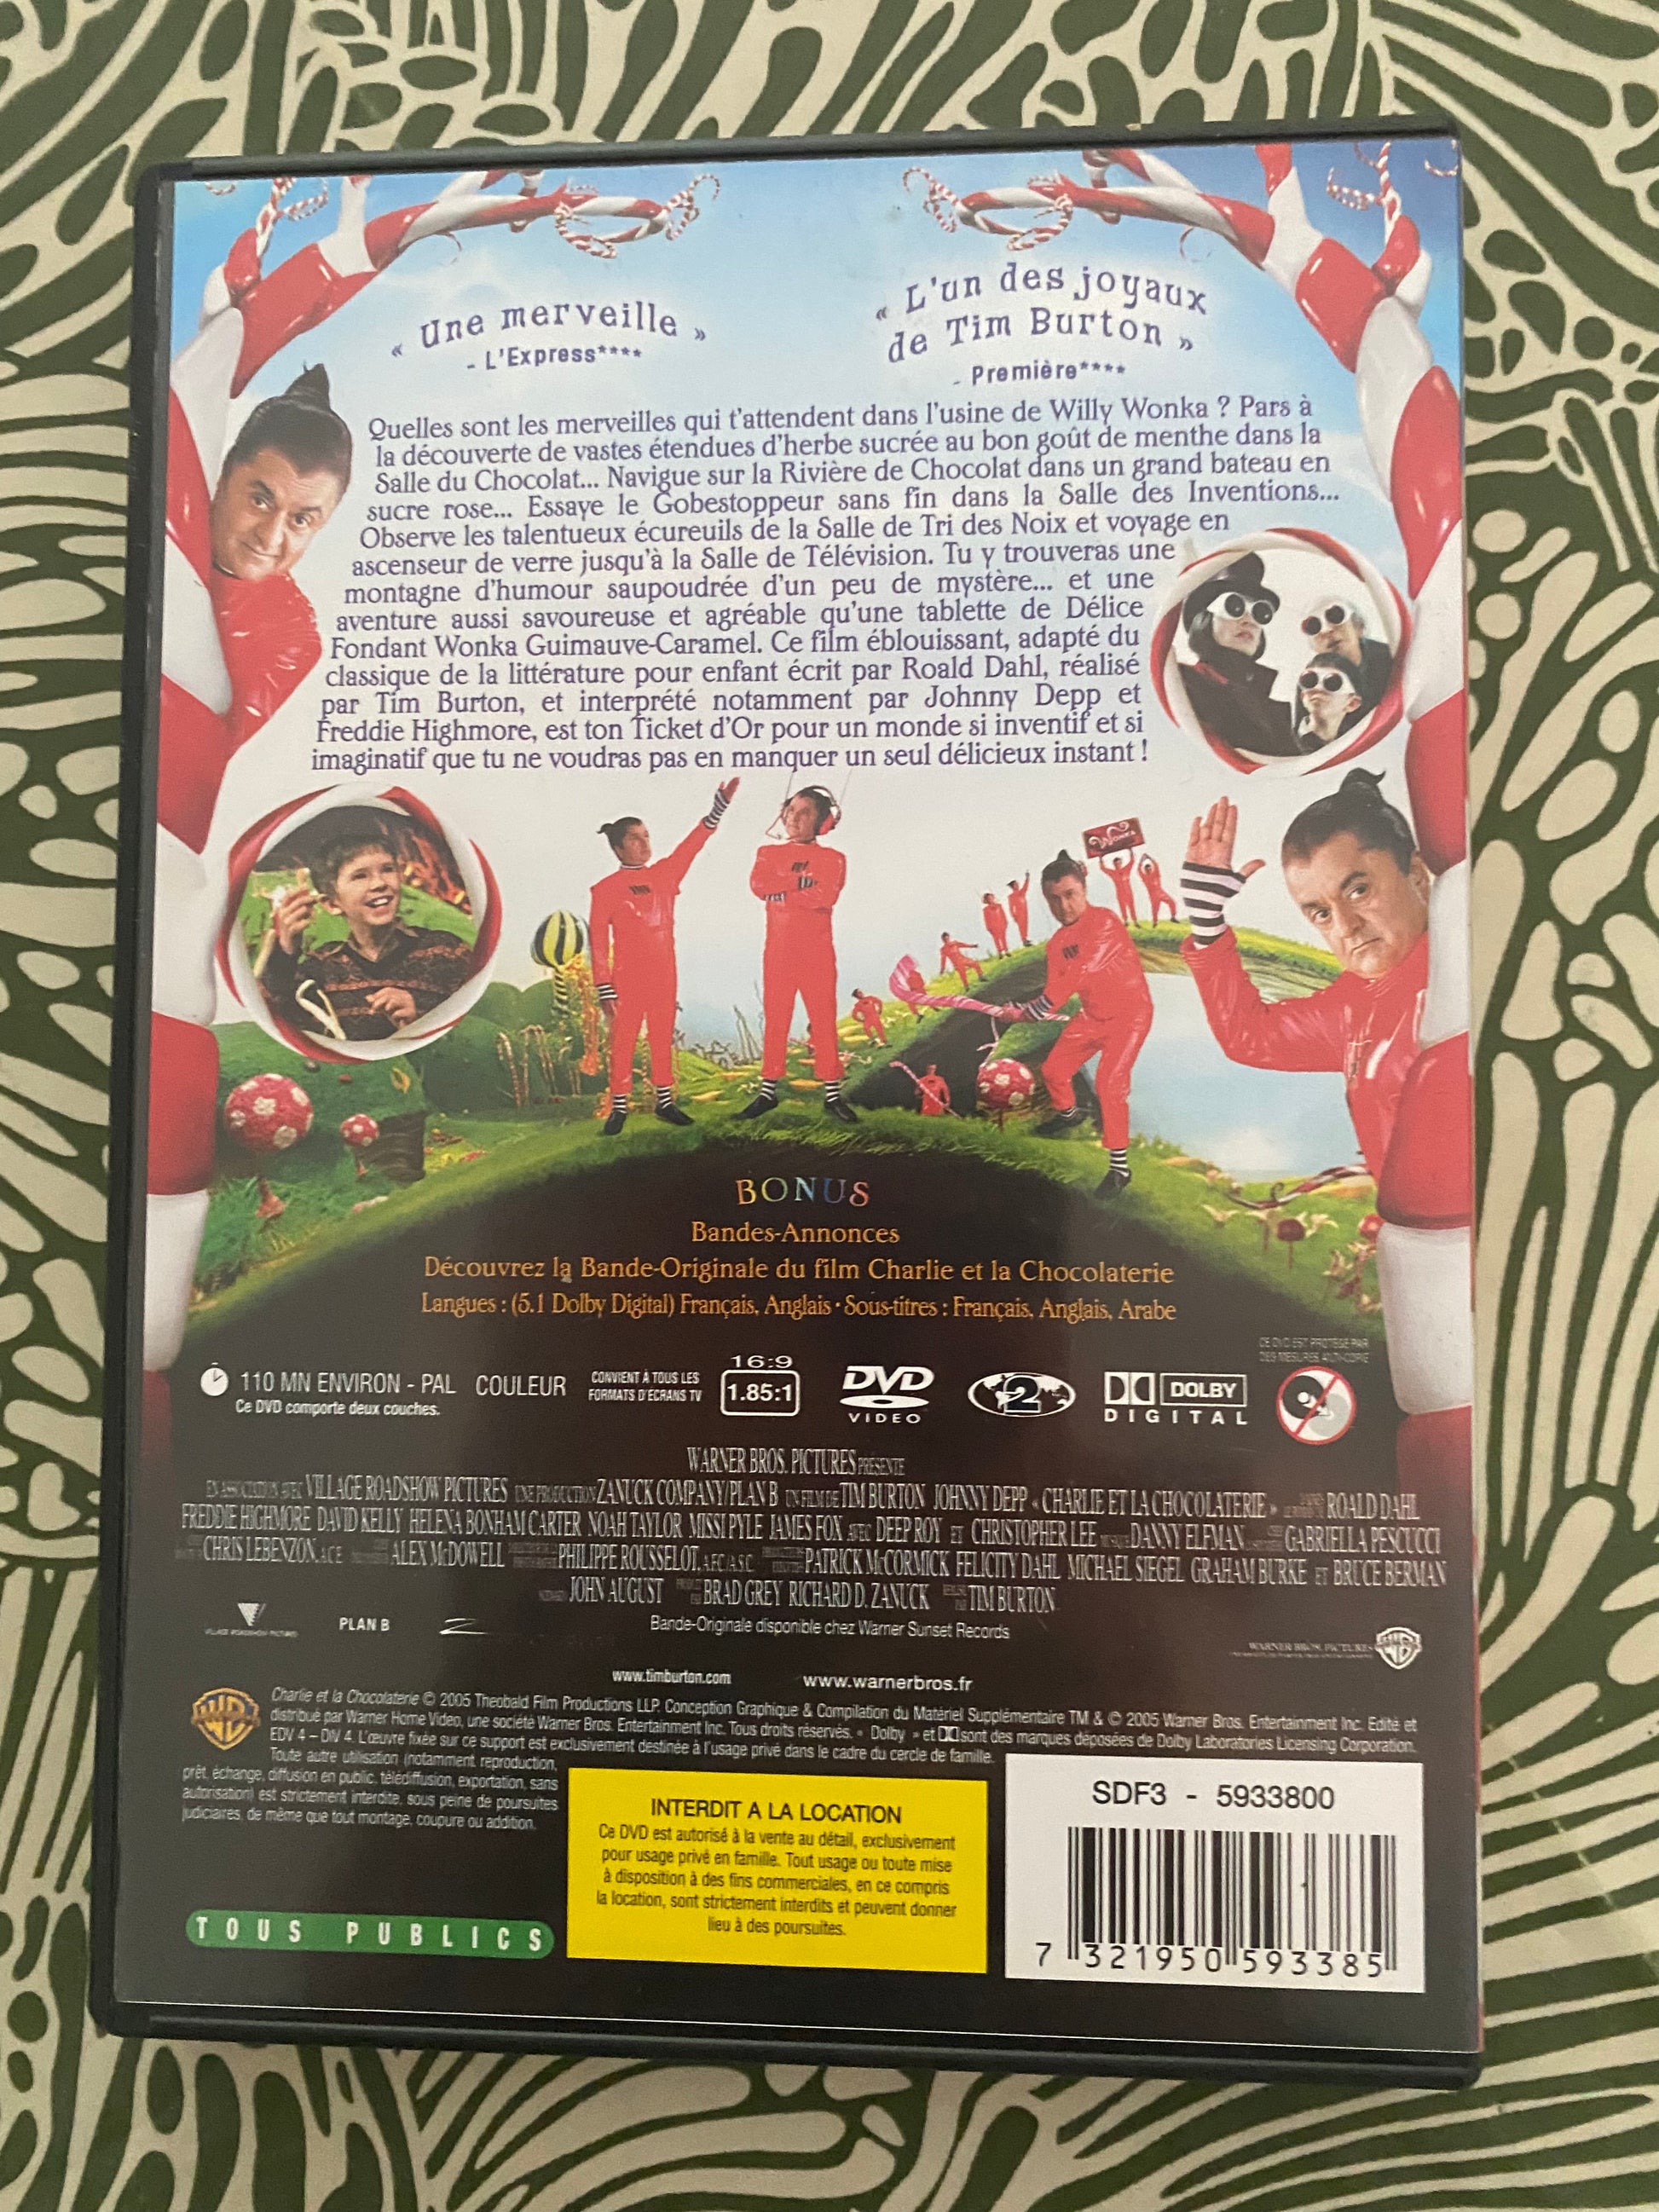 « Une merveille »
- L'Express****
« L'un des joyaux
de Tim Burton »
- Première****
Quelles sont les merveilles qui t'attendent dans l'usine de Willy Wonka ? Pars à
la découverte de vastes étendues d'herbe sucrée au bon goût de menthe dans la
Salle du Chocolat... Navigue sur la Rivière de Chocolat dans un grand bateau en
sucre rose... Essaye le Gobestoppeur sans fin dans la Salle des Inventions...
Observe les talentueux écureuils de la Salle de Tri des Noix et voyage en
ascenseur de verre jusqu'à la Salle de Télévision. Tu y trouveras une
montagne d'humour saupoudrée d'un peu de mystère... et une
aventure aussi savoureuse et agréable qu'une tablette de Délice
Fondant Wonka Guimauve-Caramel. Ce film éblouissant, adapté du
classique de la littérature pour enfant écrit par Roald Dahl, réalisé
par Tim Burton, et interprété notamment par Johnny Depp et
Freddie Highmore, est ton Ticket d'Or pour un monde si inventif et si
imaginatif que tu ne voudras pas en manquer un seul délicieux instant !
WONKA
BONUS
Bandes-Annonces
Découvrez la Bande-Originale du film Charlie et la Chocolaterie
Langues : (5.1 Dolby Digital) Français, Anglais • Sous-titres : Français, Anglais, Arabe
CE DVD EST PROTÉGÉ PAR
DES MESURES ANTI-COPIE
110 MN ENVIRON - PAL COULEUR
Ce DVD comporte deux couches.
CONVIENT À TOUS LES
FORMATS D'ÉCRANS TV
16:9
1.85:1
DVD
VIDEO
2
DOLBY
DIGITAL
WARNER BROS. PICTURES PRÉSENTE
EN ASSOCIATION AVEC VILLAGE ROADSHOW PICTURES UNE PRODUCTION ZANUCK COMPANY/PLAN B UN FILM DE TIM BURTON JOHNNY DEPP « CHARLIE ET LA CHOCOLATERIE » ROALD DAHL
FREDDIE HIGHMORE DAVID KELLY HELENA BONHAM CARTER NOAH TAYLOR MISSI PYLE JAMES FOX AVEC DEEP ROY ET CHRISTOPHER LEE MUSIQUE DANNY ELFMAN GABRIELLA PESCUCCI
CHRIS LEBENZON, A.C.E. ALEX McDOWELL PHILIPPE ROUSSELOT, A.F.C./A.S.C. PATRICK McCORMICK FELICITY DAHL MICHAEL SIEGEL GRAHAM BURKE ET BRUCE BERMAN
JOHN AUGUST BRAD GREY RICHARD D. ZANUCK TIM BURTON
VILLAGE ROADSHOW PICTURES
PLAN B
Bande-Originale disponible chez Warner Sunset Records
WARNER BROS. PICTURES
www.timburton.com www.warnerbros.fr
Charlie et la Chocolaterie © 2005 Theobald Film Productions LLP. Conception Graphique & Compilation du Matériel Supplémentaire TM & © 2005 Warner Bros. Entertainment Inc. Edité et
distribué par Warner Home Video, une société Warner Bros. Entertainment Inc. Tous droits réservés. « Dolby » et sont des marques déposées de Dolby Laboratories Licensing Corporation.
EDV 4 – DIV 4. L'œuvre fixée sur ce support est exclusivement destinée à l'usage privé dans le cadre du cercle de famille.
Toute autre utilisation (notamment reproduction,
prêt, échange, diffusion en public, télédiffusion, exportation, sans
autorisation) est strictement interdite, sous peine de poursuites
judiciaires, de même que tout montage, coupure ou addition.
TOUS PUBLICS
INTERDIT A LA LOCATION
Ce DVD est autorisé à la vente au détail, exclusivement
pour usage privé en famille. Tout usage ou toute mise
à disposition à des fins commerciales, en ce compris
la location, sont strictement interdits et peuvent donner
lieu à des poursuites.
SDF3 - 5933800
7 321950 593385